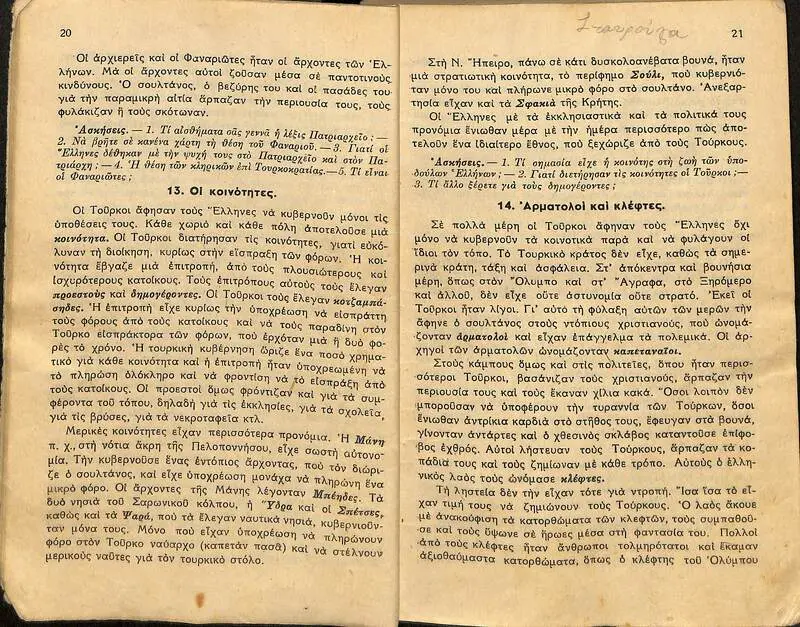 20
Οἱ ἀρχιερεῖς καὶ οἱ Φαναριῶτες ἦταν οἱ ἄρχοντες τῶν Ἑλ-
λήνων. Μὰ οἱ ἄρχοντες αὐτοὶ ζοῦσαν μέσα σὲ παντοτινοὺς
κινδύνους. Ὁ σουλτάνος, ὁ βεζύρης του καὶ οἱ πασάδες του
γιὰ τὴν παραμικρὴ αἰτία ἅρπαζαν τὴν περιουσία τους, τοὺς
φυλάκιζαν ἢ τοὺς σκότωναν.
Ἀσκήσεις. — 1. Τί αἰσθήματα σᾶς γεννᾶ ἡ λέξις Πατριαρχεῖο ; —
2. Νὰ βρῆτε σὲ κανένα χάρτη τὴ θέση τοῦ Φαναριοῦ. — 3. Γιατὶ οἱ
Ἕλληνες δέθηκαν μὲ τὴν ψυχή τους στὸ Πατριαρχεῖο καὶ στὸν Πα-
τριάρχη ; — 4. Ἡ θέση τῶν κληρικῶν ἐπὶ Τουρκοκρατίας. — 5. Τί εἶναι
οἱ Φαναριῶτες ;
13. Οἱ κοινότητες.
Οἱ Τοῦρκοι ἄφησαν τοὺς Ἕλληνες νὰ κυβερνοῦν μόνοι τὶς
ὑποθέσεις τους. Κάθε χωριὸ καὶ κάθε πόλη ἀποτελοῦσε μιὰ
κοινότητα. Οἱ Τοῦρκοι διατήρησαν τὶς κοινότητες, γιατὶ εὐκό-
λυναν τὴ διοίκηση, κυρίως στὴν εἴσπραξη τῶν φόρων. Ἡ κοι-
νότητα ἔβγαζε μιὰ ἐπιτροπή, ἀπὸ τοὺς πλουσιώτερους καὶ
ἰσχυρότερους κατοίκους. Τοὺς ἐπιτρόπους αὐτοὺς τοὺς ἔλεγαν
προεστοὺς καὶ δημογέροντες. Οἱ Τοῦρκοι τοὺς ἔλεγαν κοτζαμπά-
σηδες. Ἡ ἐπιτροπὴ εἶχε κυρίως τὴν ὑποχρέωση νὰ εἰσπράττη
τοὺς φόρους ἀπὸ τοὺς κατοίκους καὶ νὰ τοὺς παραδίνη στὸν
Τοῦρκο εἰσπράκτορα τῶν φόρων, ποὺ ἐρχόταν μιὰ ἢ δυὸ φο-
ρὲς τὸ χρόνο. Ἡ τουρκικὴ κυβέρνηση ὥριζε ἕνα ποσὸ χρημα-
τικὸ γιὰ κάθε κοινότητα καὶ ἡ ἐπιτροπὴ ἦταν ὑποχρεωμένη νὰ
τὸ πληρώση ὁλόκληρο καὶ νὰ φροντίση νὰ τὸ εἰσπράξη ἀπὸ
τοὺς κατοίκους. Οἱ προεστοὶ ὅμως φρόντιζαν καὶ γιὰ τὰ συμ-
φέροντα τοῦ τόπου, δηλαδὴ γιὰ τὶς ἐκκλησίες, γιὰ τὰ σχολεῖα,
γιὰ τὶς βρύσες, γιὰ τὰ νεκροταφεῖα κτλ.
Μερικὲς κοινότητες εἶχαν περισσότερα προνόμια. Ἡ Μάνη
π. χ., στὴ νότια ἄκρη τῆς Πελοποννήσου, εἶχε σωστὴ αὐτονο-
μία. Τὴν κυβερνοῦσε ἕνας ἐντόπιος ἄρχοντας, ποὺ τὸν διώρι-
ζε ὁ σουλτάνος, καὶ εἶχε ὑποχρέωση μονάχα νὰ πληρώνη ἕνα
μικρὸ φόρο. Οἱ ἄρχοντες τῆς Μάνης λέγονταν Μπέηδες. Τὰ
δυὸ νησιὰ τοῦ Σαρωνικοῦ κόλπου, ἡ Ὕδρα καὶ οἱ Σπέτσες,
καθὼς καὶ τὰ Ψαρά, ποὺ τὰ ἔλεγαν ναυτικὰ νησιά, κυβερνιοῦν-
ταν μόνα τους. Μόνο ποὺ εἶχαν ὑποχρέωση νὰ πληρώνουν
φόρο στὸν Τοῦρκο ναύαρχο (καπετὰν πασᾶ) καὶ νὰ στέλνουν
μερικοὺς ναῦτες γιὰ τὸν τουρκικὸ στόλο.
Σταυρούλα
21
Στὴ Ν. Ἤπειρο, πάνω σὲ κάτι δυσκολοανέβατα βουνά, ἦταν
μιὰ στρατιωτικὴ κοινότητα, τὸ περίφημο Σούλι, ποὺ κυβερνιό-
ταν μόνο του καὶ πλήρωνε μικρὸ φόρο στὸ σουλτάνο. Ἀνεξαρ-
τησία εἶχαν καὶ τὰ Σφακιὰ τῆς Κρήτης.
Οἱ Ἕλληνες μὲ τὰ ἐκκλησιαστικὰ καὶ τὰ πολιτικά τους
προνόμια ἔνιωθαν μέρα μὲ τὴν ἡμέρα περισσότερο πὼς ἀπο-
τελοῦν ἕνα ἰδιαίτερο ἔθνος, ποὺ ξεχώριζε ἀπὸ τοὺς Τούρκους.
Ἀσκήσεις. — 1. Τί σημασία εἶχε ἡ κοινότης στὴ ζωὴ τῶν ὑπο-
δούλων Ἑλλήνων ; — 2. Γιατὶ διετήρησαν τὶς κοινότητες οἱ Τοῦρκοι ; —
3. Τί ἄλλο ξέρετε γιὰ τοὺς δημογέροντες ;
14. Ἁρματολοὶ καὶ κλέφτες.
Σὲ πολλὰ μέρη οἱ Τοῦρκοι ἄφηναν τοὺς Ἕλληνες ὄχι
μόνο νὰ κυβερνοῦν τὰ κοινοτικὰ παρὰ καὶ νὰ φυλάγουν οἱ
ἴδιοι τὸν τόπο. Τὸ Τουρκικὸ κράτος δὲν εἶχε, καθὼς τὰ σημε-
ρινὰ κράτη, τάξη καὶ ἀσφάλεια. Στ' ἀπόκεντρα καὶ βουνήσια
μέρη, ὅπως στὸν Ὄλυμπο καὶ στ' Ἄγραφα, στὸ Ξηρόμερο
καὶ ἀλλοῦ, δὲν εἶχε οὔτε ἀστυνομία οὔτε στρατό. Ἐκεῖ οἱ
Τοῦρκοι ἦταν λίγοι. Γι' αὐτὸ τὴ φύλαξη αὐτῶν τῶν μερῶν τὴν
ἄφηνε ὁ σουλτάνος στοὺς ντόπιους χριστιανούς, ποὺ ὠνομά-
ζονταν ἁρματολοὶ καὶ εἶχαν ἐπάγγελμα τὰ πολεμικά. Οἱ ἀρ-
χηγοὶ τῶν ἁρματολῶν ὠνομάζονταν καπεταναῖοι.
Στοὺς κάμπους ὅμως καὶ στὶς πολιτεῖες, ὅπου ἦταν περισ-
σότεροι Τοῦρκοι, βασάνιζαν τοὺς χριστιανούς, ἅρπαζαν τὴν
περιουσία τους καὶ τοὺς ἔκαναν χίλια κακά. Ὅσοι λοιπὸν δὲν
μποροῦσαν νὰ ὑποφέρουν τὴν τυραννία τῶν Τούρκων, ὅσοι
ἔνιωθαν ἀντρίκια καρδιὰ στὸ στῆθος τους, ἔφευγαν στὰ βουνά,
γίνονταν ἀντάρτες καὶ ὁ χθεσινὸς σκλάβος καταντοῦσε ἐπίφο-
βος ἐχθρός. Αὐτοὶ λήστευαν τοὺς Τούρκους, ἅρπαζαν τὰ κο-
πάδια τους καὶ τοὺς ζημίωναν μὲ κάθε τρόπο. Αὐτοὺς ὁ ἑλλη-
νικὸς λαὸς τοὺς ὠνόμασε κλέφτες.
Τὴ ληστεία δὲν τὴν εἶχαν τότε γιὰ ντροπή. Ἴσα ἴσα τὸ εἶ-
χαν τιμή τους νὰ ζημιώνουν τοὺς Τούρκους. Ὁ λαὸς ἄκουε
μὲ ἀνακούφιση τὰ κατορθώματα τῶν κλεφτῶν, τοὺς συμπαθοῦ-
σε καὶ τοὺς ὕψωνε σὲ ἥρωες μέσα στὴ φαντασία του. Πολλοὶ
ἀπὸ τοὺς κλέφτες ἦταν ἄνθρωποι τολμηρότατοι καὶ ἔκαμαν
ἀξιοθαύμαστα κατορθώματα, ὅπως ὁ κλέφτης τοῦ Ὀλύμπου